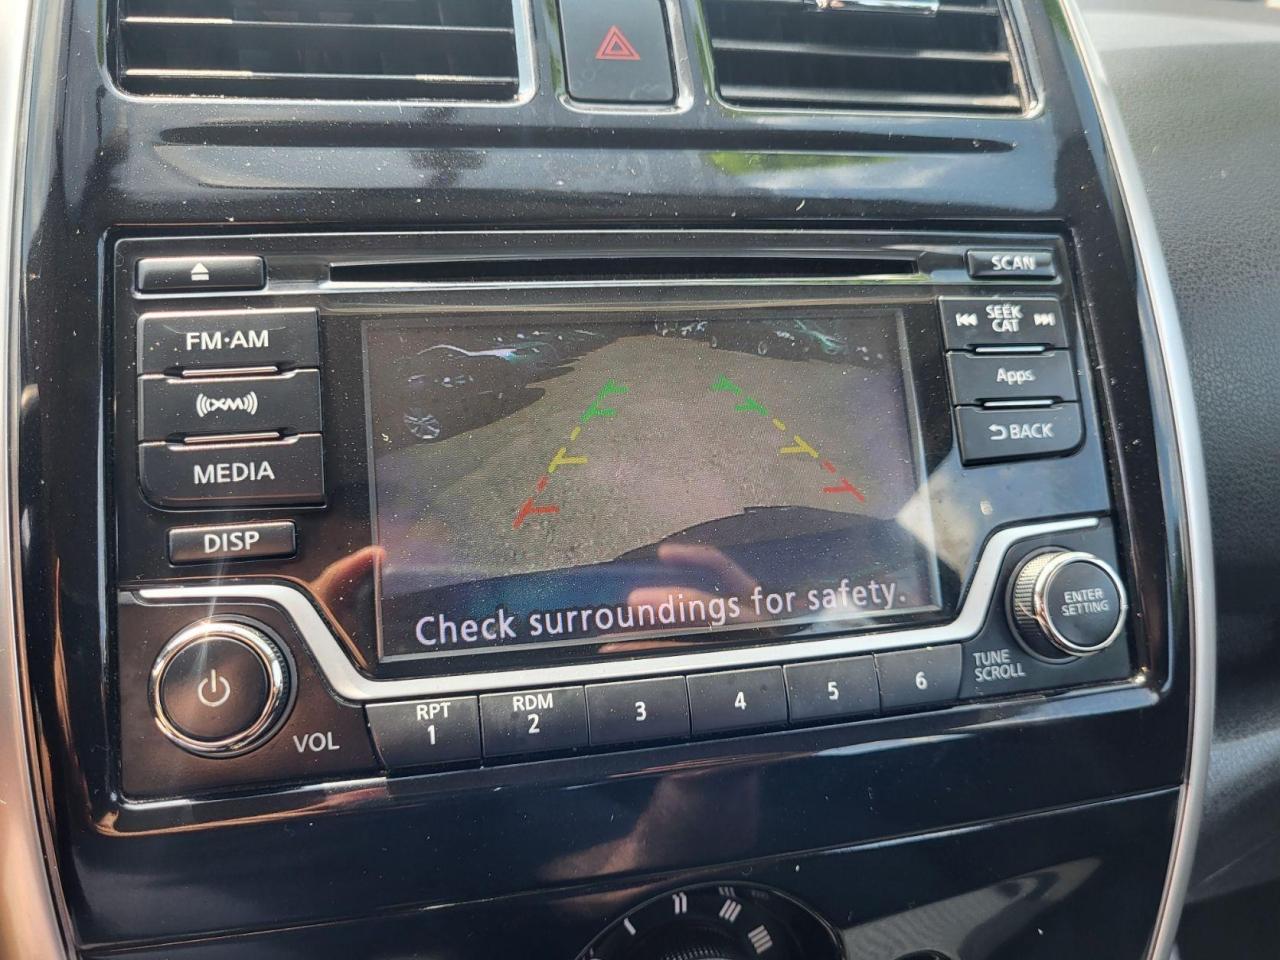 SCAN
FM·AM
XM
MEDIA
DISP
SEEK
CAT
Apps
BACK
Check surroundings for safety.
ENTER
SETTING
TUNE
SCROLL
VOL
RPT
1
RDM
2
3
4
5
6